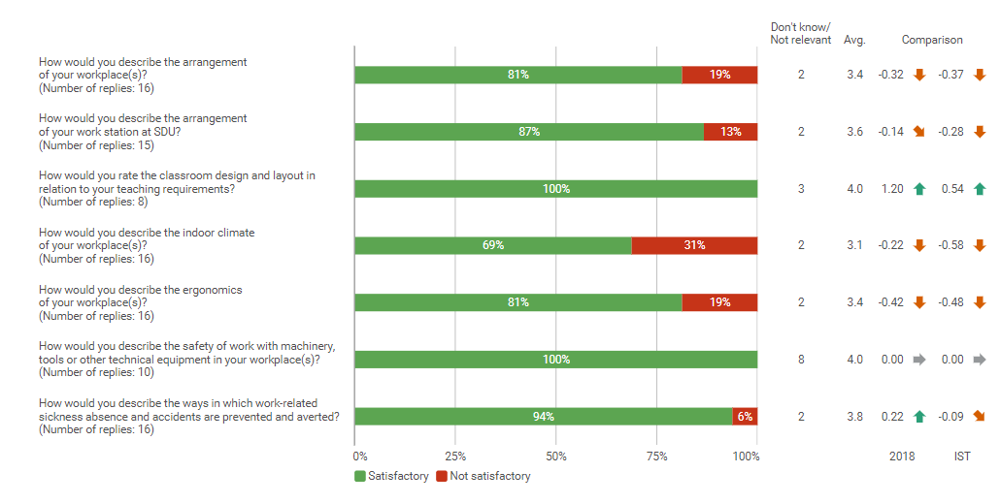 Don't know/
Not relevant Avg. Comparison
How would you describe the arrangement
of your workplace(s)? 81% 19% 2 3.4 -0.32 -0.37
(Number of replies: 16)
How would you describe the arrangement
of your work station at SDU? 87% 13% 2 3.6 -0.14 -0.28
(Number of replies: 15)
How would you rate the classroom design and layout in
relation to your teaching requirements? 100% 3 4.0 1.20 0.54
(Number of replies: 8)
How would you describe the indoor climate
of your workplace(s)? 69% 31% 2 3.1 -0.22 -0.58
(Number of replies: 16)
How would you describe the ergonomics
of your workplace(s)? 81% 19% 2 3.4 -0.42 -0.48
(Number of replies: 16)
How would you describe the safety of work with machinery,
tools or other technical equipment in your workplace(s)? 100% 8 4.0 0.00 0.00
(Number of replies: 10)
How would you describe the ways in which work-related
sickness absence and accidents are prevented and averted? 94% 6% 2 3.8 0.22 -0.09
(Number of replies: 16)
0% 25% 50% 75% 100% 2018 IST
Satisfactory Not satisfactory